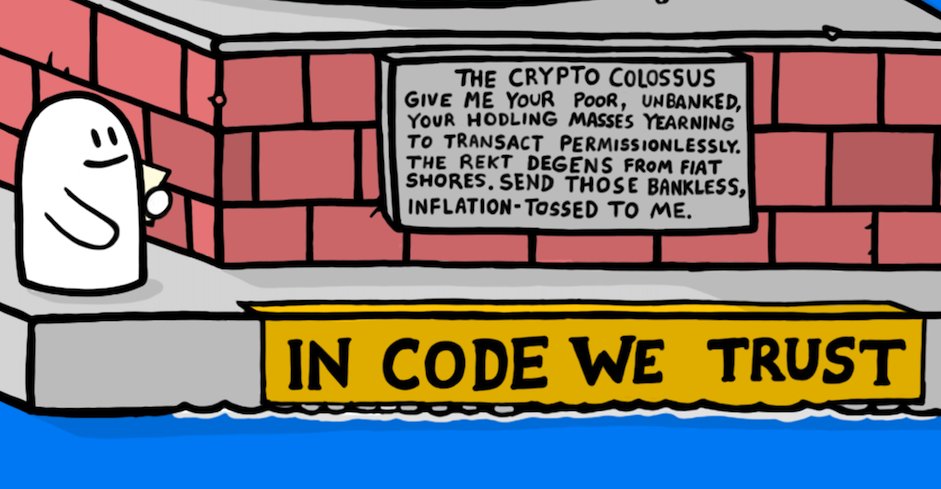 THE CRYPTO COLOSSUS
GIVE ME YOUR POOR, UNBANKED,
YOUR HODLING MASSES YEARNING
TO TRANSACT PERMISSIONLESSLY.
THE REKT DEGENS FROM FIAT
SHORES. SEND THOSE BANKLESS,
INFLATION-TOSSED TO ME.
IN CODE WE TRUST